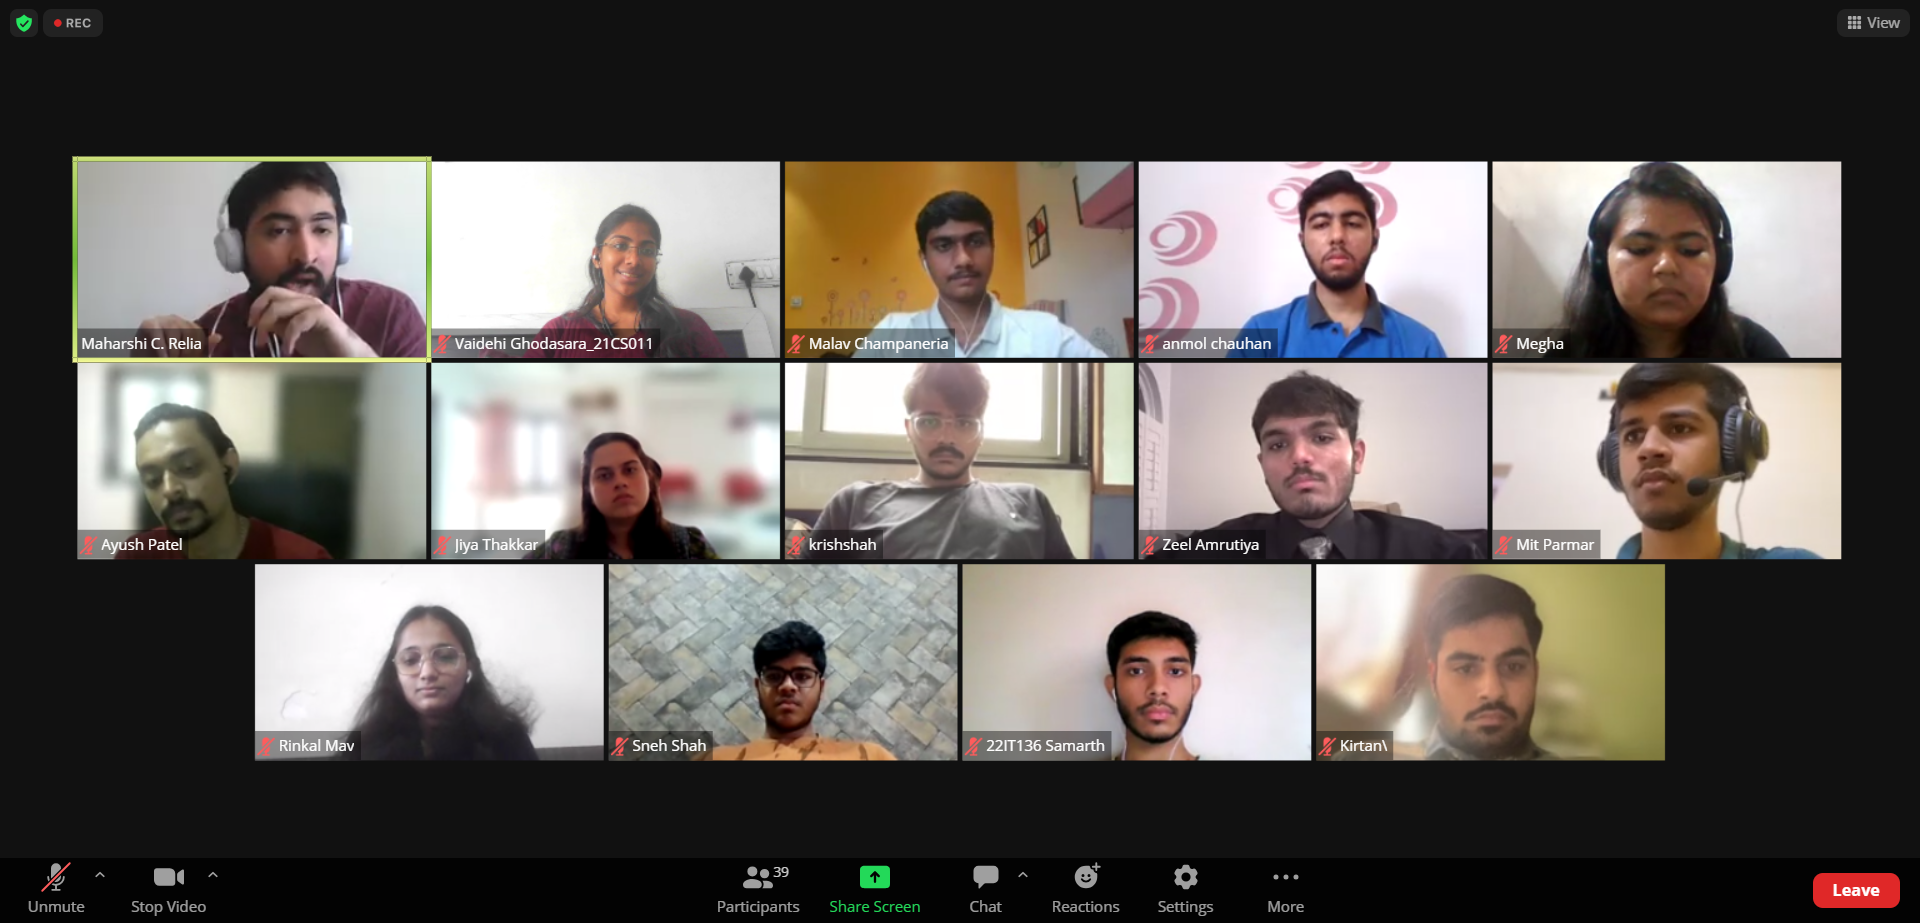 REC
View
Maharshi C. Relia
Vaidehi Ghodasara_21CS011
Malav Champaneria
anmol chauhan
Megha
Ayush Patel
Jiya Thakkar
krishshah
Zeel Amrutiya
Mit Parmar
Rinkal Mav
Sneh Shah
22IT136 Samarth
Kirtan\
Unmute
Stop Video
39
Participants
Share Screen
Chat
Reactions
Settings
More
Leave